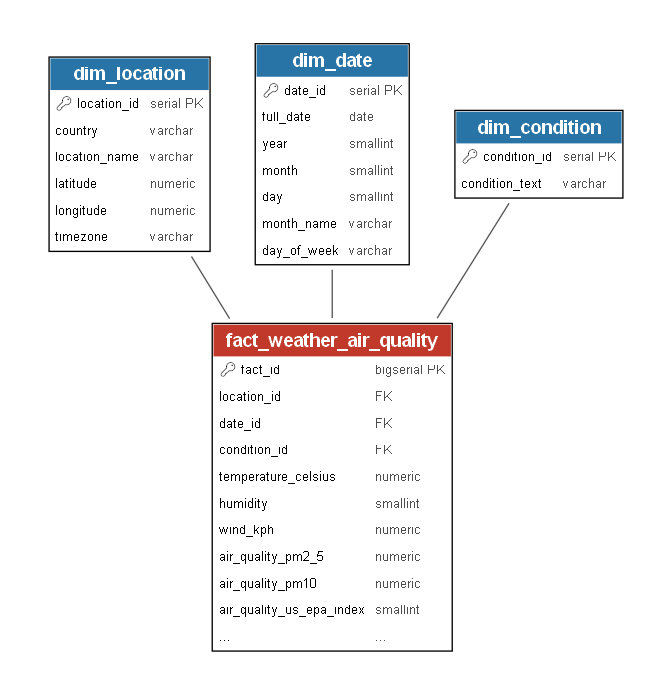 dim_location
location_id serial PK
country varchar
location_name varchar
latitude numeric
longitude numeric
timezone varchar
dim_date
date_id serial PK
full_date date
year smallint
month smallint
day smallint
month_name varchar
day_of_week varchar
dim_condition
condition_id serial PK
condition_text varchar
fact_weather_air_quality
fact_id bigserial PK
location_id FK
date_id FK
condition_id FK
temperature_celsius numeric
humidity smallint
wind_kph numeric
air_quality_pm2_5 numeric
air_quality_pm10 numeric
air_quality_us_epa_index smallint
... ...